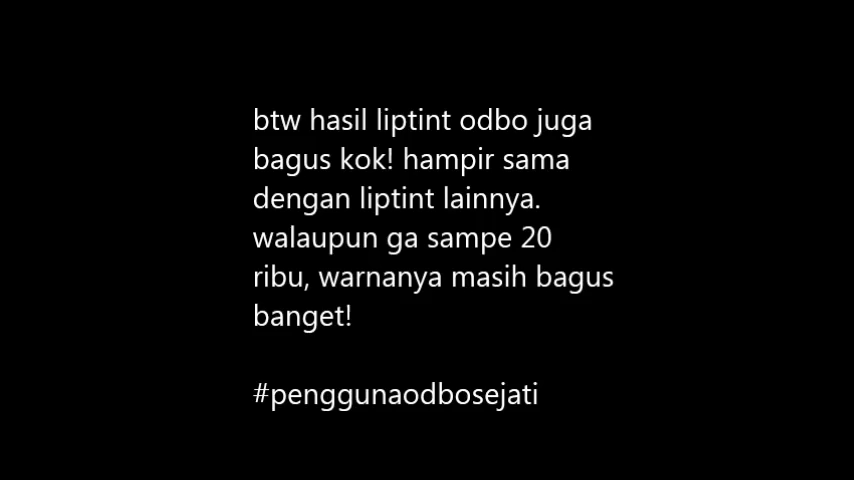 btw hasil liptint odbo juga
bagus kok! hampir sama
dengan liptint lainnya.
walaupun ga sampe 20
ribu, warnanya masih bagus
banget!
#penggunaodbosejati